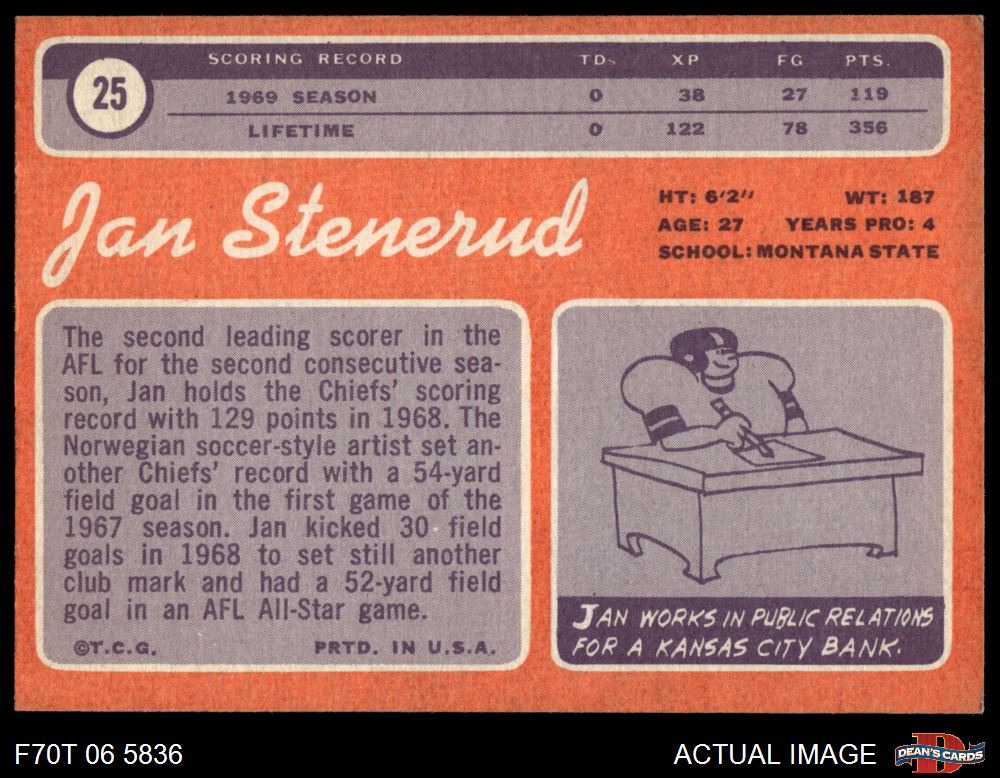 25
SCORING RECORD TDs XP FG PTS.
1969 SEASON 0 38 27 119
LIFETIME 0 122 78 356
Jan Stenerud
HT: 6'2" WT: 187
AGE: 27 YEARS PRO: 4
SCHOOL: MONTANA STATE
The second leading scorer in the
AFL for the second consecutive sea-
son, Jan holds the Chiefs' scoring
record with 129 points in 1968. The
Norwegian soccer-style artist set an-
other Chiefs' record with a 54-yard
field goal in the first game of the
1967 season. Jan kicked 30 field
goals in 1968 to set still another
club mark and had a 52-yard field
goal in an AFL All-Star game.
©T.C.G. PRTD. IN U.S.A.
JAN WORKS IN PUBLIC RELATIONS
FOR A KANSAS CITY BANK.
F70T 06 5836
ACTUAL IMAGE
D
DEAN'S CARDS